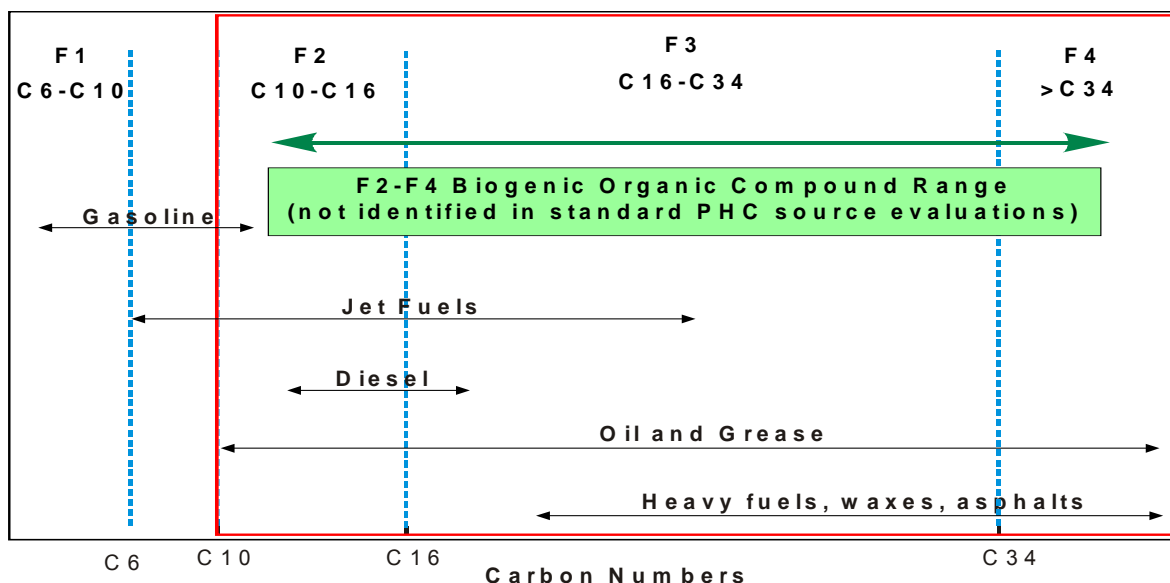 F1
C6-C10
F2
C10-C16
F3
C16-C34
F4
>C34
F2-F4 Biogenic Organic Compound Range
(not identified in standard PHC source evaluations)
Gasoline
Jet Fuels
Diesel
Oil and Grease
Heavy fuels, waxes, asphalts
C6
C10
C16
C34
Carbon Numbers